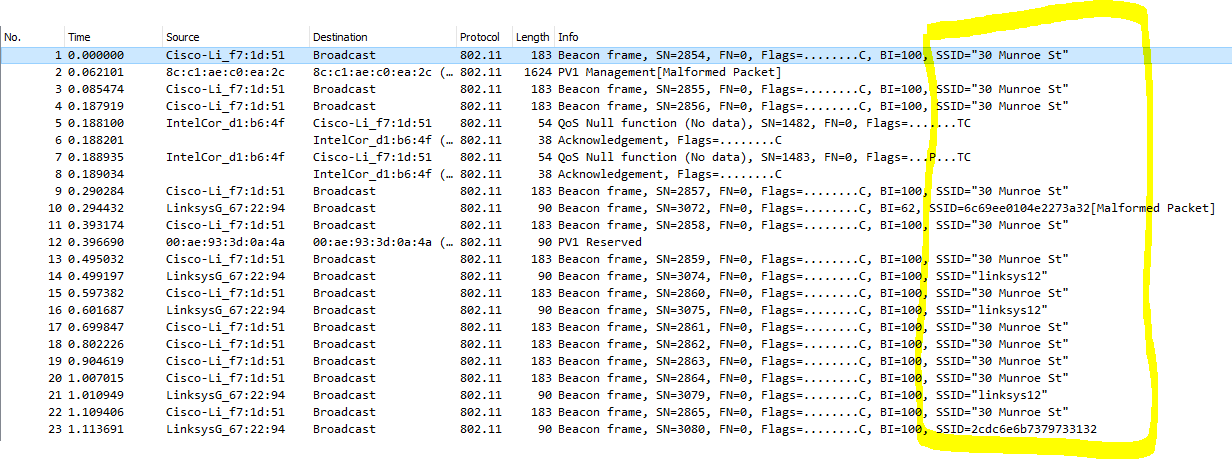 No. Time Source Destination Protocol Length Info
1 0.000000 Cisco-Li_f7:1d:51 Broadcast 802.11 183 Beacon frame, SN=2854, FN=0, Flags=........C, BI=100, SSID="30 Munroe St"
2 0.062101 8c:c1:ae:c0:ea:2c 8c:c1:ae:c0:ea:2c (… 802.11 1624 PV1 Management[Malformed Packet]
3 0.085474 Cisco-Li_f7:1d:51 Broadcast 802.11 183 Beacon frame, SN=2855, FN=0, Flags=........C, BI=100, SSID="30 Munroe St"
4 0.187919 Cisco-Li_f7:1d:51 Broadcast 802.11 183 Beacon frame, SN=2856, FN=0, Flags=........C, BI=100, SSID="30 Munroe St"
5 0.188100 IntelCor_d1:b6:4f Cisco-Li_f7:1d:51 802.11 54 QoS Null function (No data), SN=1482, FN=0, Flags=.......TC
6 0.188201 IntelCor_d1:b6:4f (… 802.11 38 Acknowledgement, Flags=........C
7 0.188935 IntelCor_d1:b6:4f Cisco-Li_f7:1d:51 802.11 54 QoS Null function (No data), SN=1483, FN=0, Flags=...P...TC
8 0.189034 IntelCor_d1:b6:4f (… 802.11 38 Acknowledgement, Flags=........C
9 0.290284 Cisco-Li_f7:1d:51 Broadcast 802.11 183 Beacon frame, SN=2857, FN=0, Flags=........C, BI=100, SSID="30 Munroe St"
10 0.294432 LinksysG_67:22:94 Broadcast 802.11 90 Beacon frame, SN=3072, FN=0, Flags=........C, BI=62, SSID=6c69ee0104e2273a32[Malformed Packet]
11 0.393174 Cisco-Li_f7:1d:51 Broadcast 802.11 183 Beacon frame, SN=2858, FN=0, Flags=........C, BI=100, SSID="30 Munroe St"
12 0.396690 00:ae:93:3d:0a:4a 00:ae:93:3d:0a:4a (… 802.11 90 PV1 Reserved
13 0.495032 Cisco-Li_f7:1d:51 Broadcast 802.11 183 Beacon frame, SN=2859, FN=0, Flags=........C, BI=100, SSID="30 Munroe St"
14 0.499197 LinksysG_67:22:94 Broadcast 802.11 90 Beacon frame, SN=3074, FN=0, Flags=........C, BI=100, SSID="linksys12"
15 0.597382 Cisco-Li_f7:1d:51 Broadcast 802.11 183 Beacon frame, SN=2860, FN=0, Flags=........C, BI=100, SSID="30 Munroe St"
16 0.601687 LinksysG_67:22:94 Broadcast 802.11 90 Beacon frame, SN=3075, FN=0, Flags=........C, BI=100, SSID="linksys12"
17 0.699847 Cisco-Li_f7:1d:51 Broadcast 802.11 183 Beacon frame, SN=2861, FN=0, Flags=........C, BI=100, SSID="30 Munroe St"
18 0.802226 Cisco-Li_f7:1d:51 Broadcast 802.11 183 Beacon frame, SN=2862, FN=0, Flags=........C, BI=100, SSID="30 Munroe St"
19 0.904619 Cisco-Li_f7:1d:51 Broadcast 802.11 183 Beacon frame, SN=2863, FN=0, Flags=........C, BI=100, SSID="30 Munroe St"
20 1.007015 Cisco-Li_f7:1d:51 Broadcast 802.11 183 Beacon frame, SN=2864, FN=0, Flags=........C, BI=100, SSID="30 Munroe St"
21 1.010949 LinksysG_67:22:94 Broadcast 802.11 90 Beacon frame, SN=3079, FN=0, Flags=........C, BI=100, SSID="linksys12"
22 1.109406 Cisco-Li_f7:1d:51 Broadcast 802.11 183 Beacon frame, SN=2865, FN=0, Flags=........C, BI=100, SSID="30 Munroe St"
23 1.113691 LinksysG_67:22:94 Broadcast 802.11 90 Beacon frame, SN=3080, FN=0, Flags=........C, BI=100, SSID=2cdc6e6b7379733132